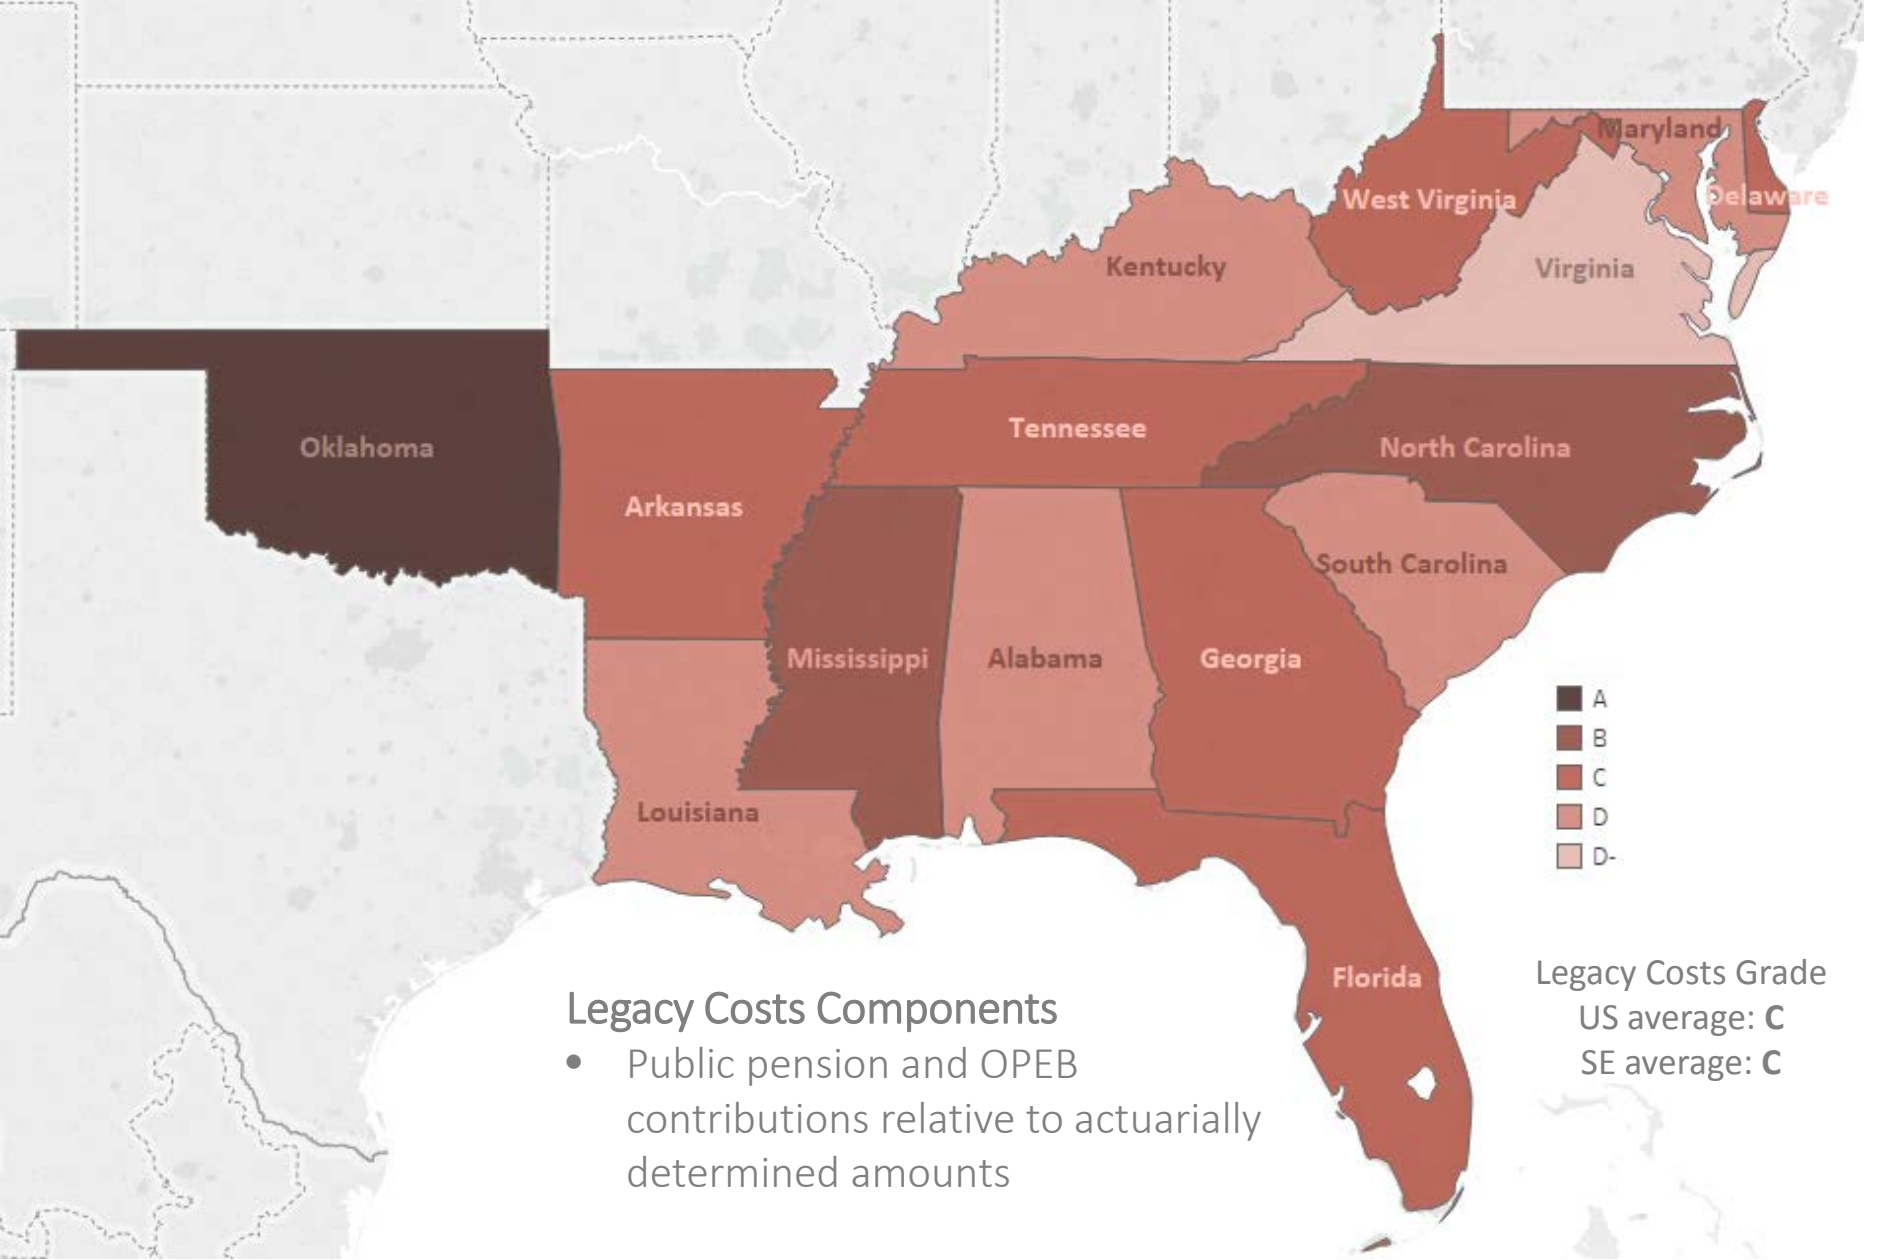 Maryland
West Virginia
Delaware
Kentucky
Virginia
Tennessee
Oklahoma
North Carolina
Arkansas
South Carolina
Mississippi
Alabama
Georgia
A
B
C
Louisiana
D
D-
Florida
Legacy Costs Grade
US average: C
SE average: C
Legacy Costs Components
• Public pension and OPEB
contributions relative to actuarially
determined amounts